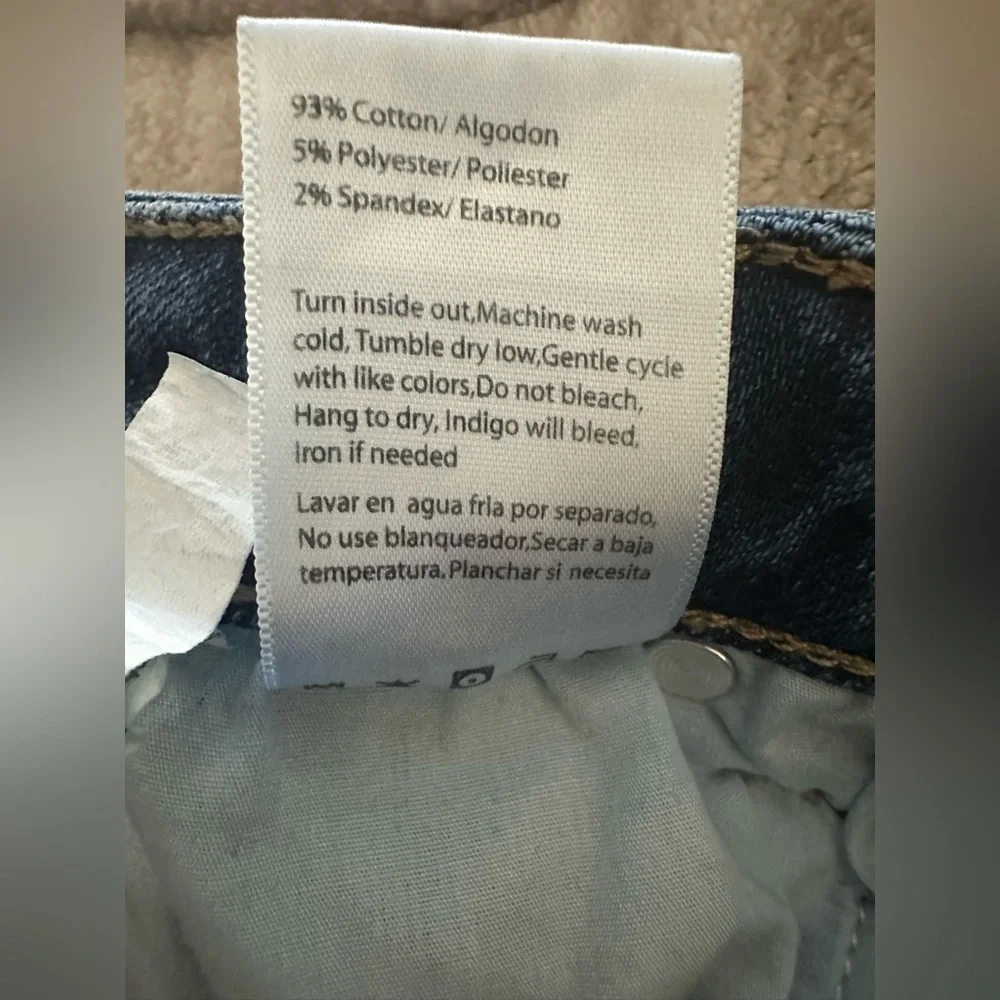 93% Cotton/ Algodon
5% Polyester/ Poliester
2% Spandex/ Elastano
Turn inside out,Machine wash
cold, Tumble dry low,Gentle cycle
with like colors,Do not bleach,
Hang to dry, Indigo will bleed,
Iron if needed
Lavar en agua fria por separado,
No use blanqueador,Secar a baja
temperatura.Planchar si necesita